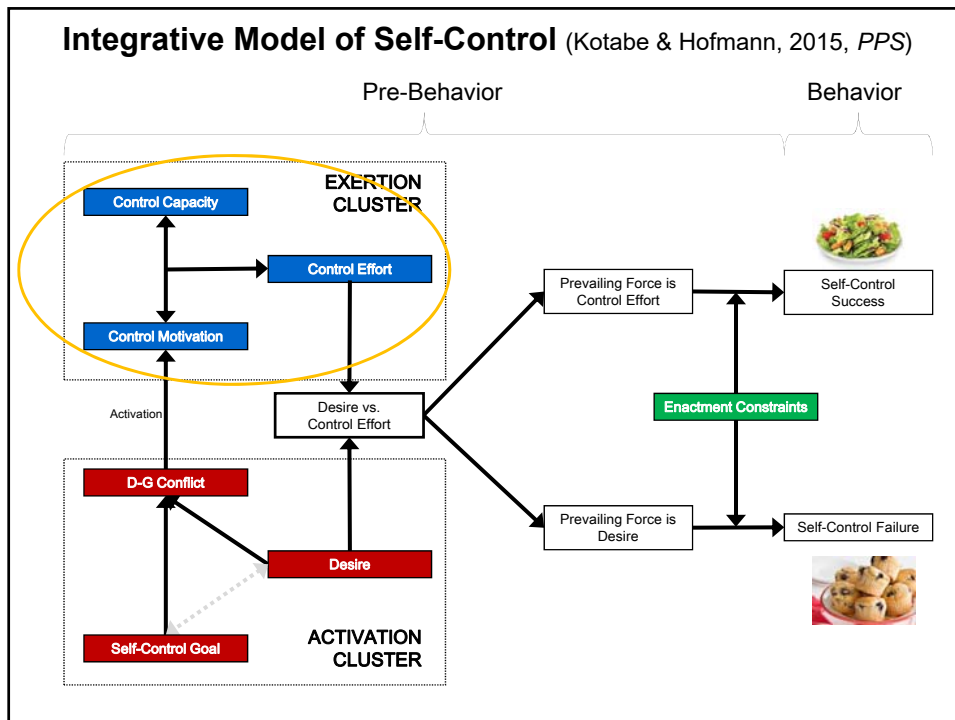 Integrative Model of Self-Control (Kotabe & Hofmann, 2015, PPS)
Pre-Behavior
Behavior
EXERTION
CLUSTER
Control Capacity
Control Effort
Control Motivation
Prevailing Force is
Control Effort
Self-Control
Success
Activation
Desire vs.
Control Effort
Enactment Constraints
D-G Conflict
Desire
Prevailing Force is
Desire
Self-Control Failure
Self-Control Goal
ACTIVATION
CLUSTER